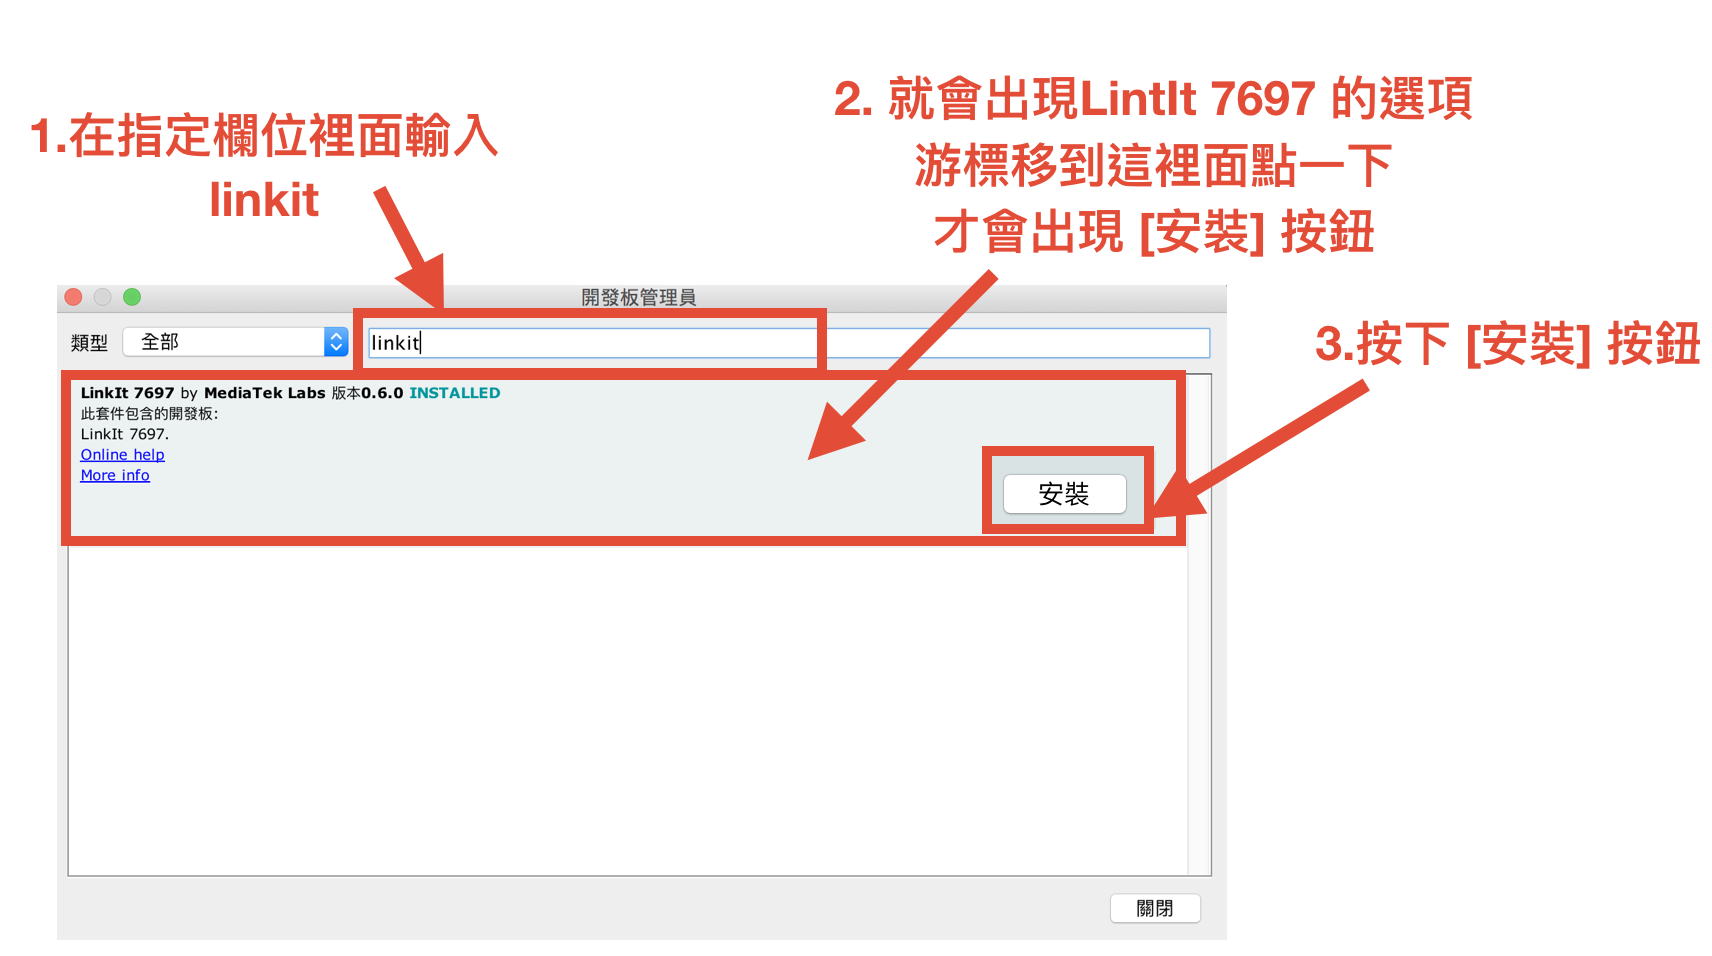 1.在指定欄位裡面輸入
linkit
2. 就會出現LintIt 7697 的選項
游標移到這裡面點一下
才會出現 [安裝] 按鈕
3.按下 [安裝] 按鈕
開發板管理員
類型 全部 linkit
LinkIt 7697 by MediaTek Labs 版本0.6.0 INSTALLED
此套件包含的開發板:
LinkIt 7697.
Online help
More info
安裝
關閉